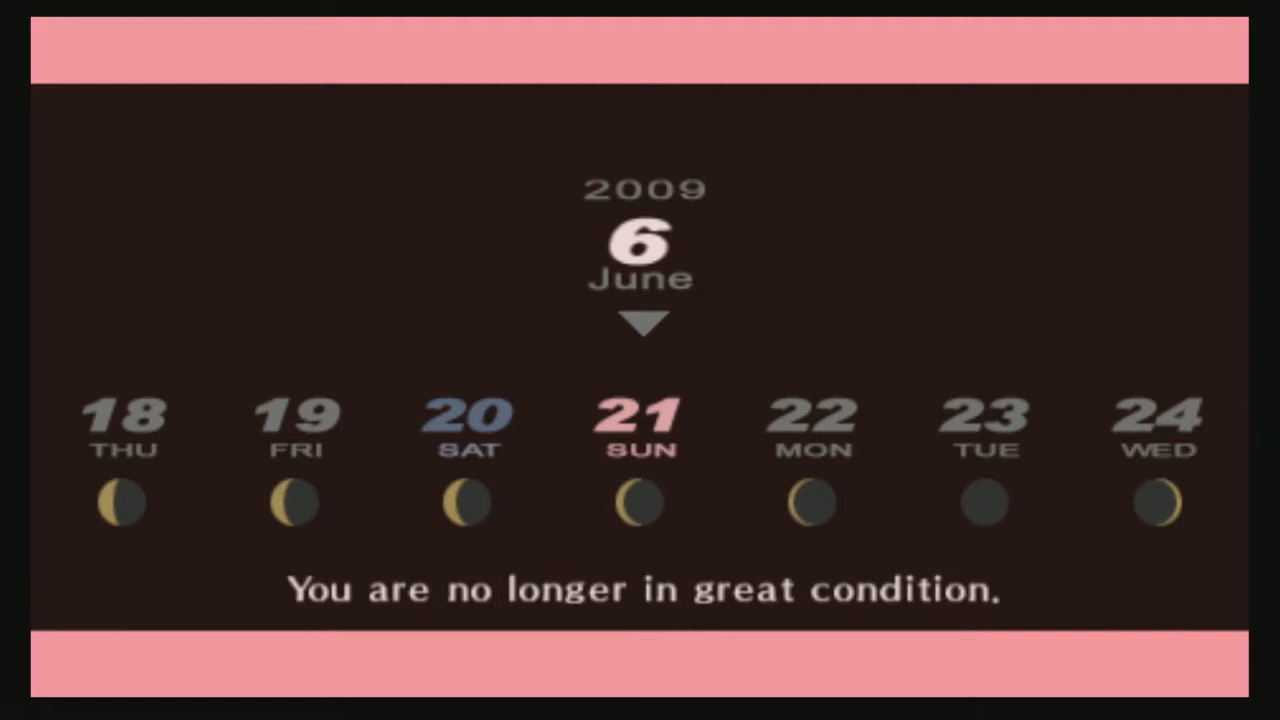 2009
6
June
18 19 20 21 22 23 24
THU FRI SAT SUN MON TUE WED
You are no longer in great condition.